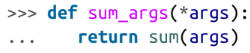 >>> def sum_args(*args):
...     return sum(args)